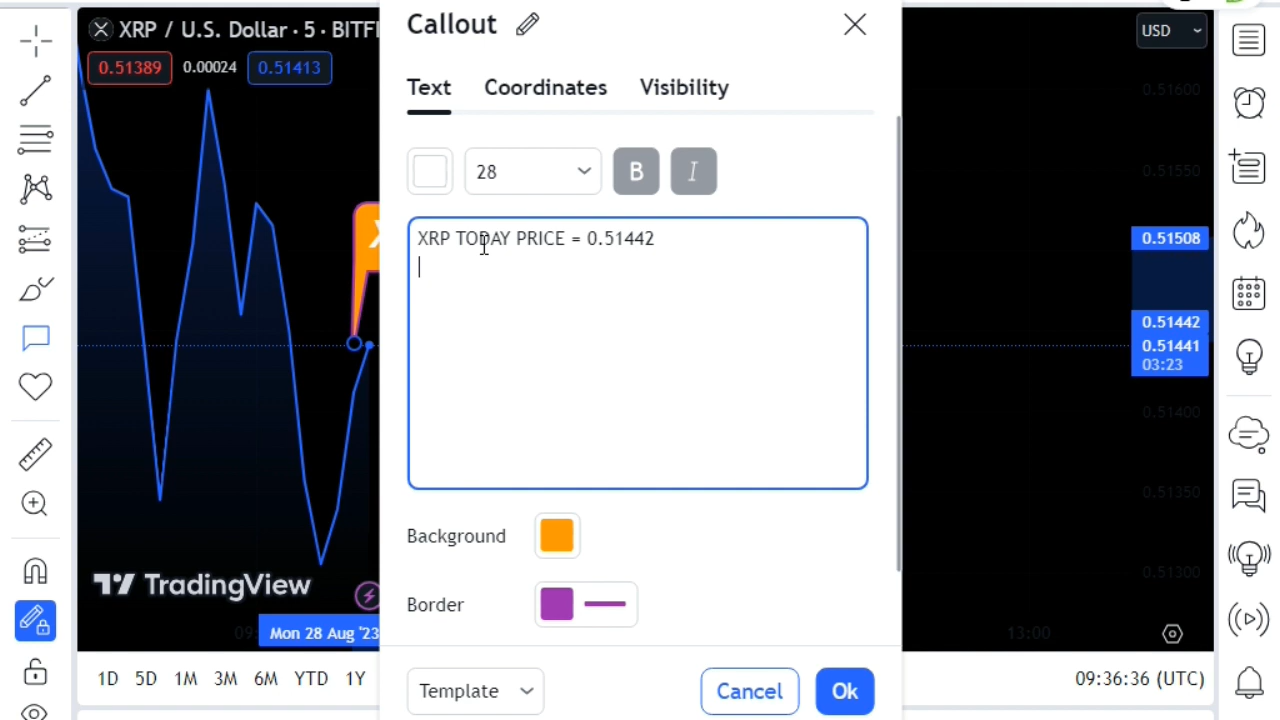 XRP / U.S. Dollar · 5 · BITFI
0.51389 0.00024 0.51413
Callout
Text Coordinates Visibility
28
B I
XRP TODAY PRICE = 0.51442
Background
Border
Template
Cancel
Ok
USD
0.51600
0.51550
0.51508
0.51442
0.51441
03:23
0.51400
0.51350
0.51300
X
TradingView
09:
Mon 28 Aug '23
13:00
1D 5D 1M 3M 6M YTD 1Y
09:36:36 (UTC)